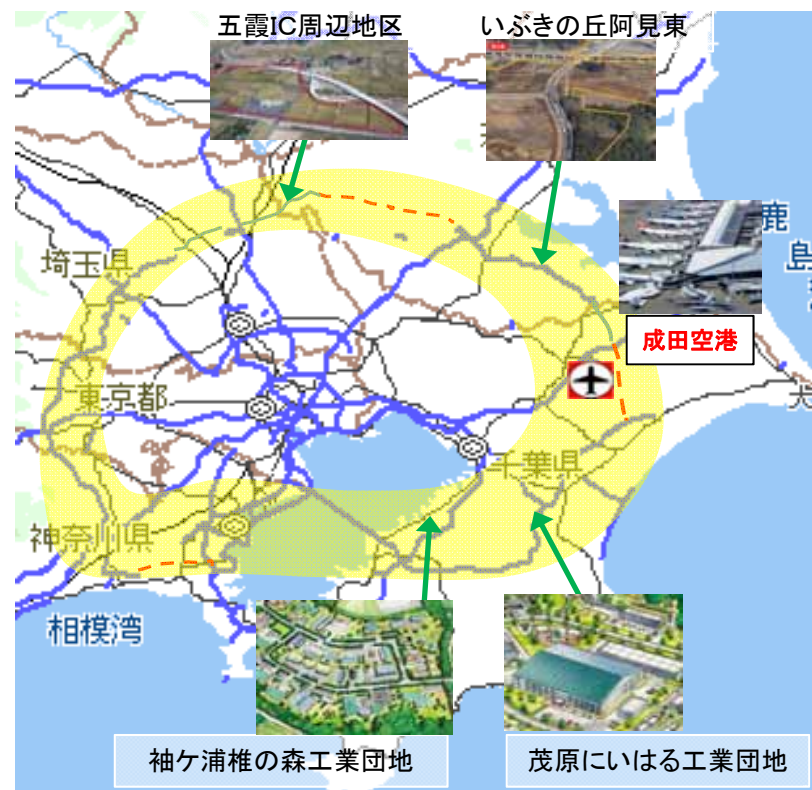 五霞IC周辺地区
いぶきの丘阿見東
鹿
島
埼玉県
成田空港
東京都
千葉県
神奈川県
相模湾
袖ケ浦椎の森工業団地
茂原にいはる工業団地